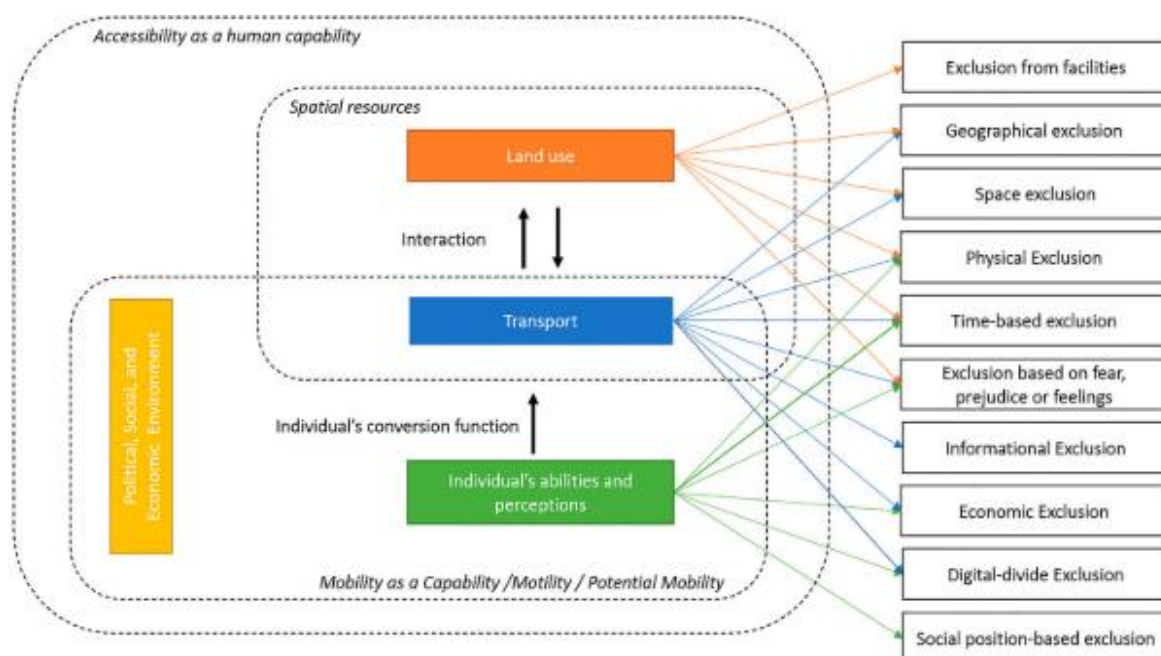 Accessibility as a human capability
Spatial resources
Land use
Interaction
Transport
Political, Social, and
Economic Environment
Individual's conversion function
Individual's abilities and
perceptions
Mobility as a Capability /Motility / Potential Mobility
Exclusion from facilities
Geographical exclusion
Space exclusion
Physical Exclusion
Time-based exclusion
Exclusion based on fear,
prejudice or feelings
Informational Exclusion
Economic Exclusion
Digital-divide Exclusion
Social position-based exclusion